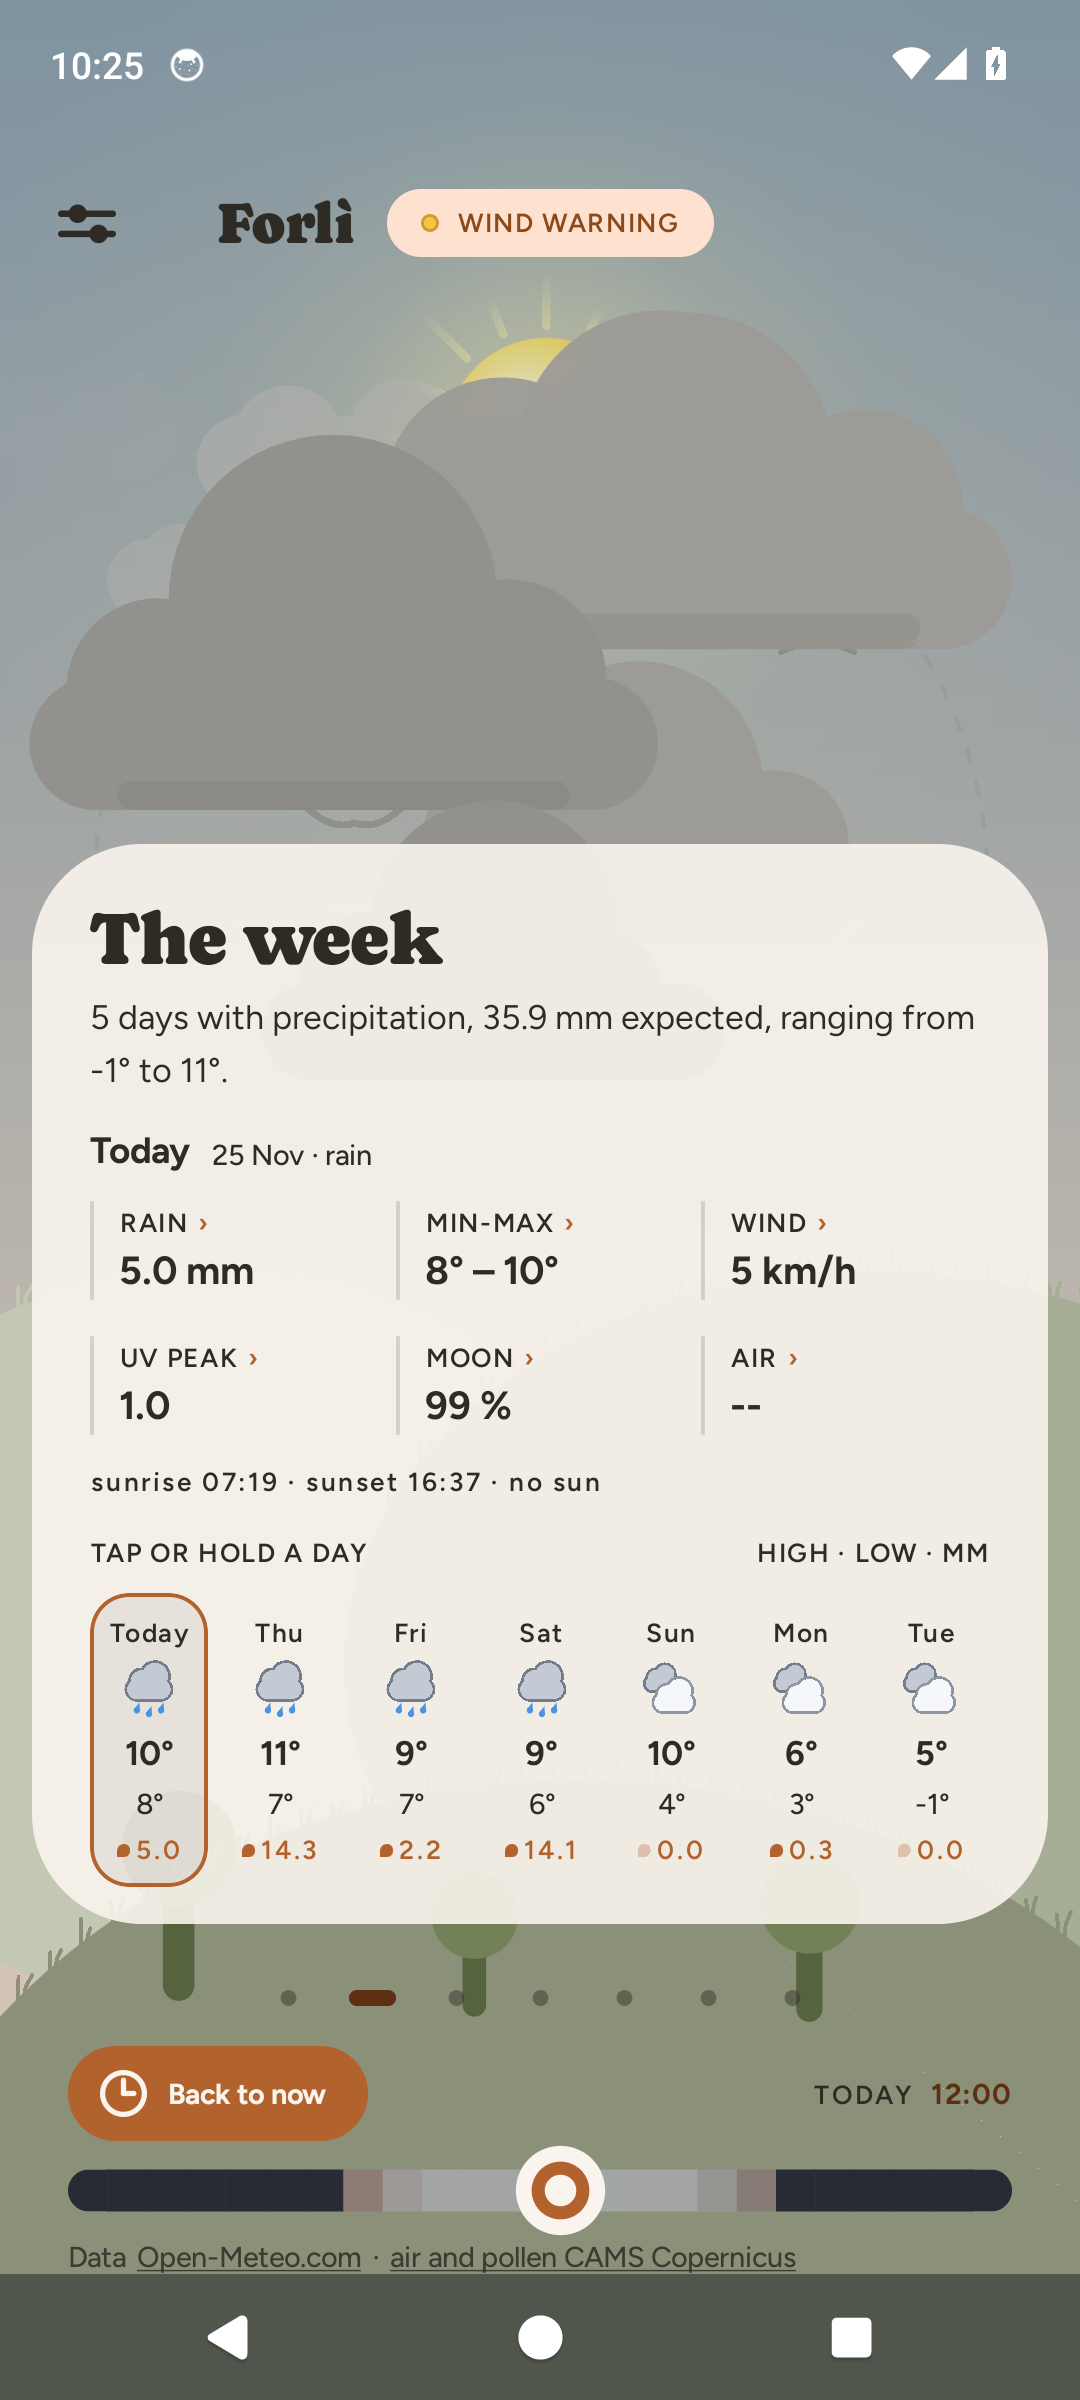 10:25
Forlì
WIND WARNING
The week
5 days with precipitation, 35.9 mm expected, ranging from
-1° to 11°.
Today 25 Nov · rain
RAIN › MIN-MAX › WIND ›
5.0 mm 8° – 10° 5 km/h
UV PEAK › MOON › AIR ›
1.0 99 % --
sunrise 07:19 · sunset 16:37 · no sun
TAP OR HOLD A DAY HIGH · LOW · MM
Today Thu Fri Sat Sun Mon Tue
10° 11° 9° 9° 10° 6° 5°
8° 7° 7° 6° 4° 3° -1°
5.0 14.3 2.2 14.1 0.0 0.3 0.0
Back to now TODAY 12:00
Data Open-Meteo.com · air and pollen CAMS Copernicus